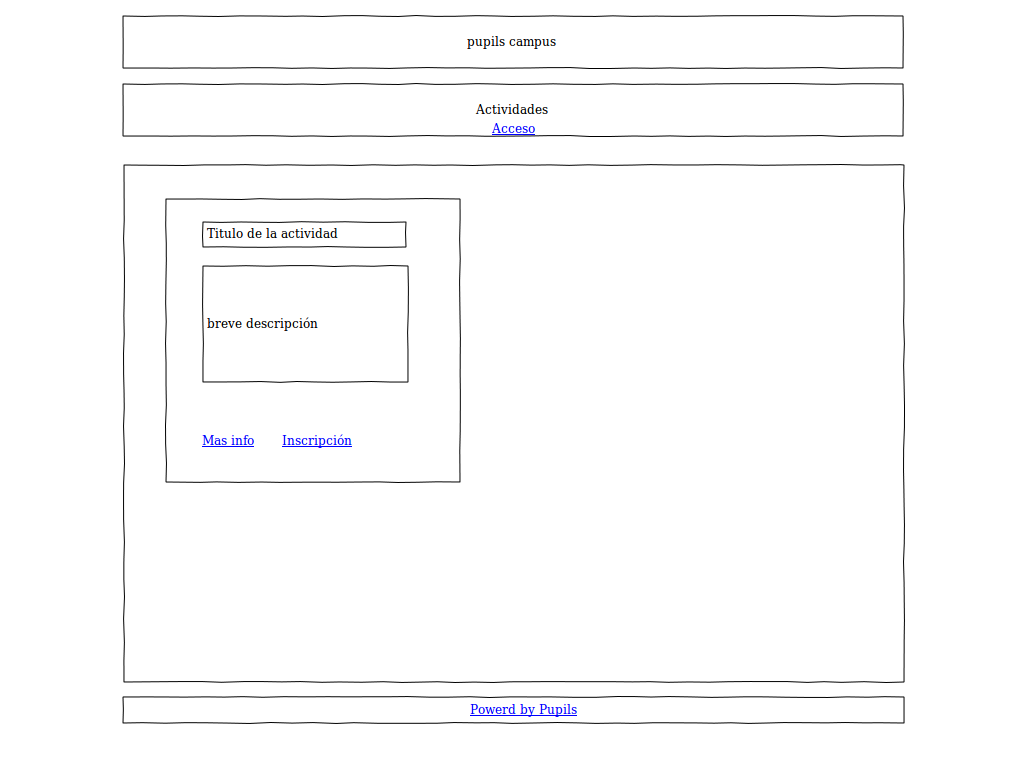 pupils campus
Actividades
Acceso
Titulo de la actividad
breve descripción
Mas info Inscripción
Powerd by Pupils